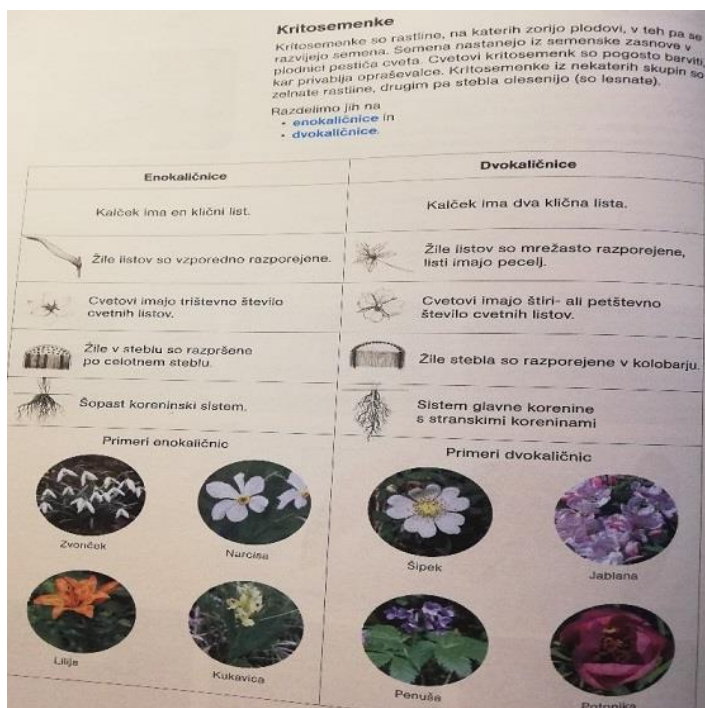 Kritosemenke
Kritosemenke so rastline, na katerih zorijo plodovi, v teh pa se
razvijejo semena. Semena nastanejo iz semenske zasnove v
plodnici pestiča cveta. Cvetovi kritosemenk so pogosto barviti,
kar privablja opraševalce. Kritosemenke iz nekaterih skupin so
zelnate rastline, drugim pa stebla olesenijo (so lesnate).
Razdelimo jih na
• enokaličnice in
• dvokaličnice.
Enokaličnice
Dvokaličnice
Kalček ima en klični list.
Kalček ima dva klična lista.
Žile listov so vzporedno razporejene.
Žile listov so mrežasto razporejene,
listi imajo pecelj.
Cvetovi imajo trištevno število
cvetnih listov.
Cvetovi imajo štiri- ali petštevno
število cvetnih listov.
Žile v steblu so razpršene
po celotnem steblu.
Žile stebla so razporejene v kolobarju.
Šopast koreninski sistem.
Sistem glavne korenine
s stranskimi koreninami
Primeri enokaličnic
Primeri dvokaličnic
Zvonček
Narcisa
Šipek
Jablana
Lilija
Kukavica
Penuša
Potonika